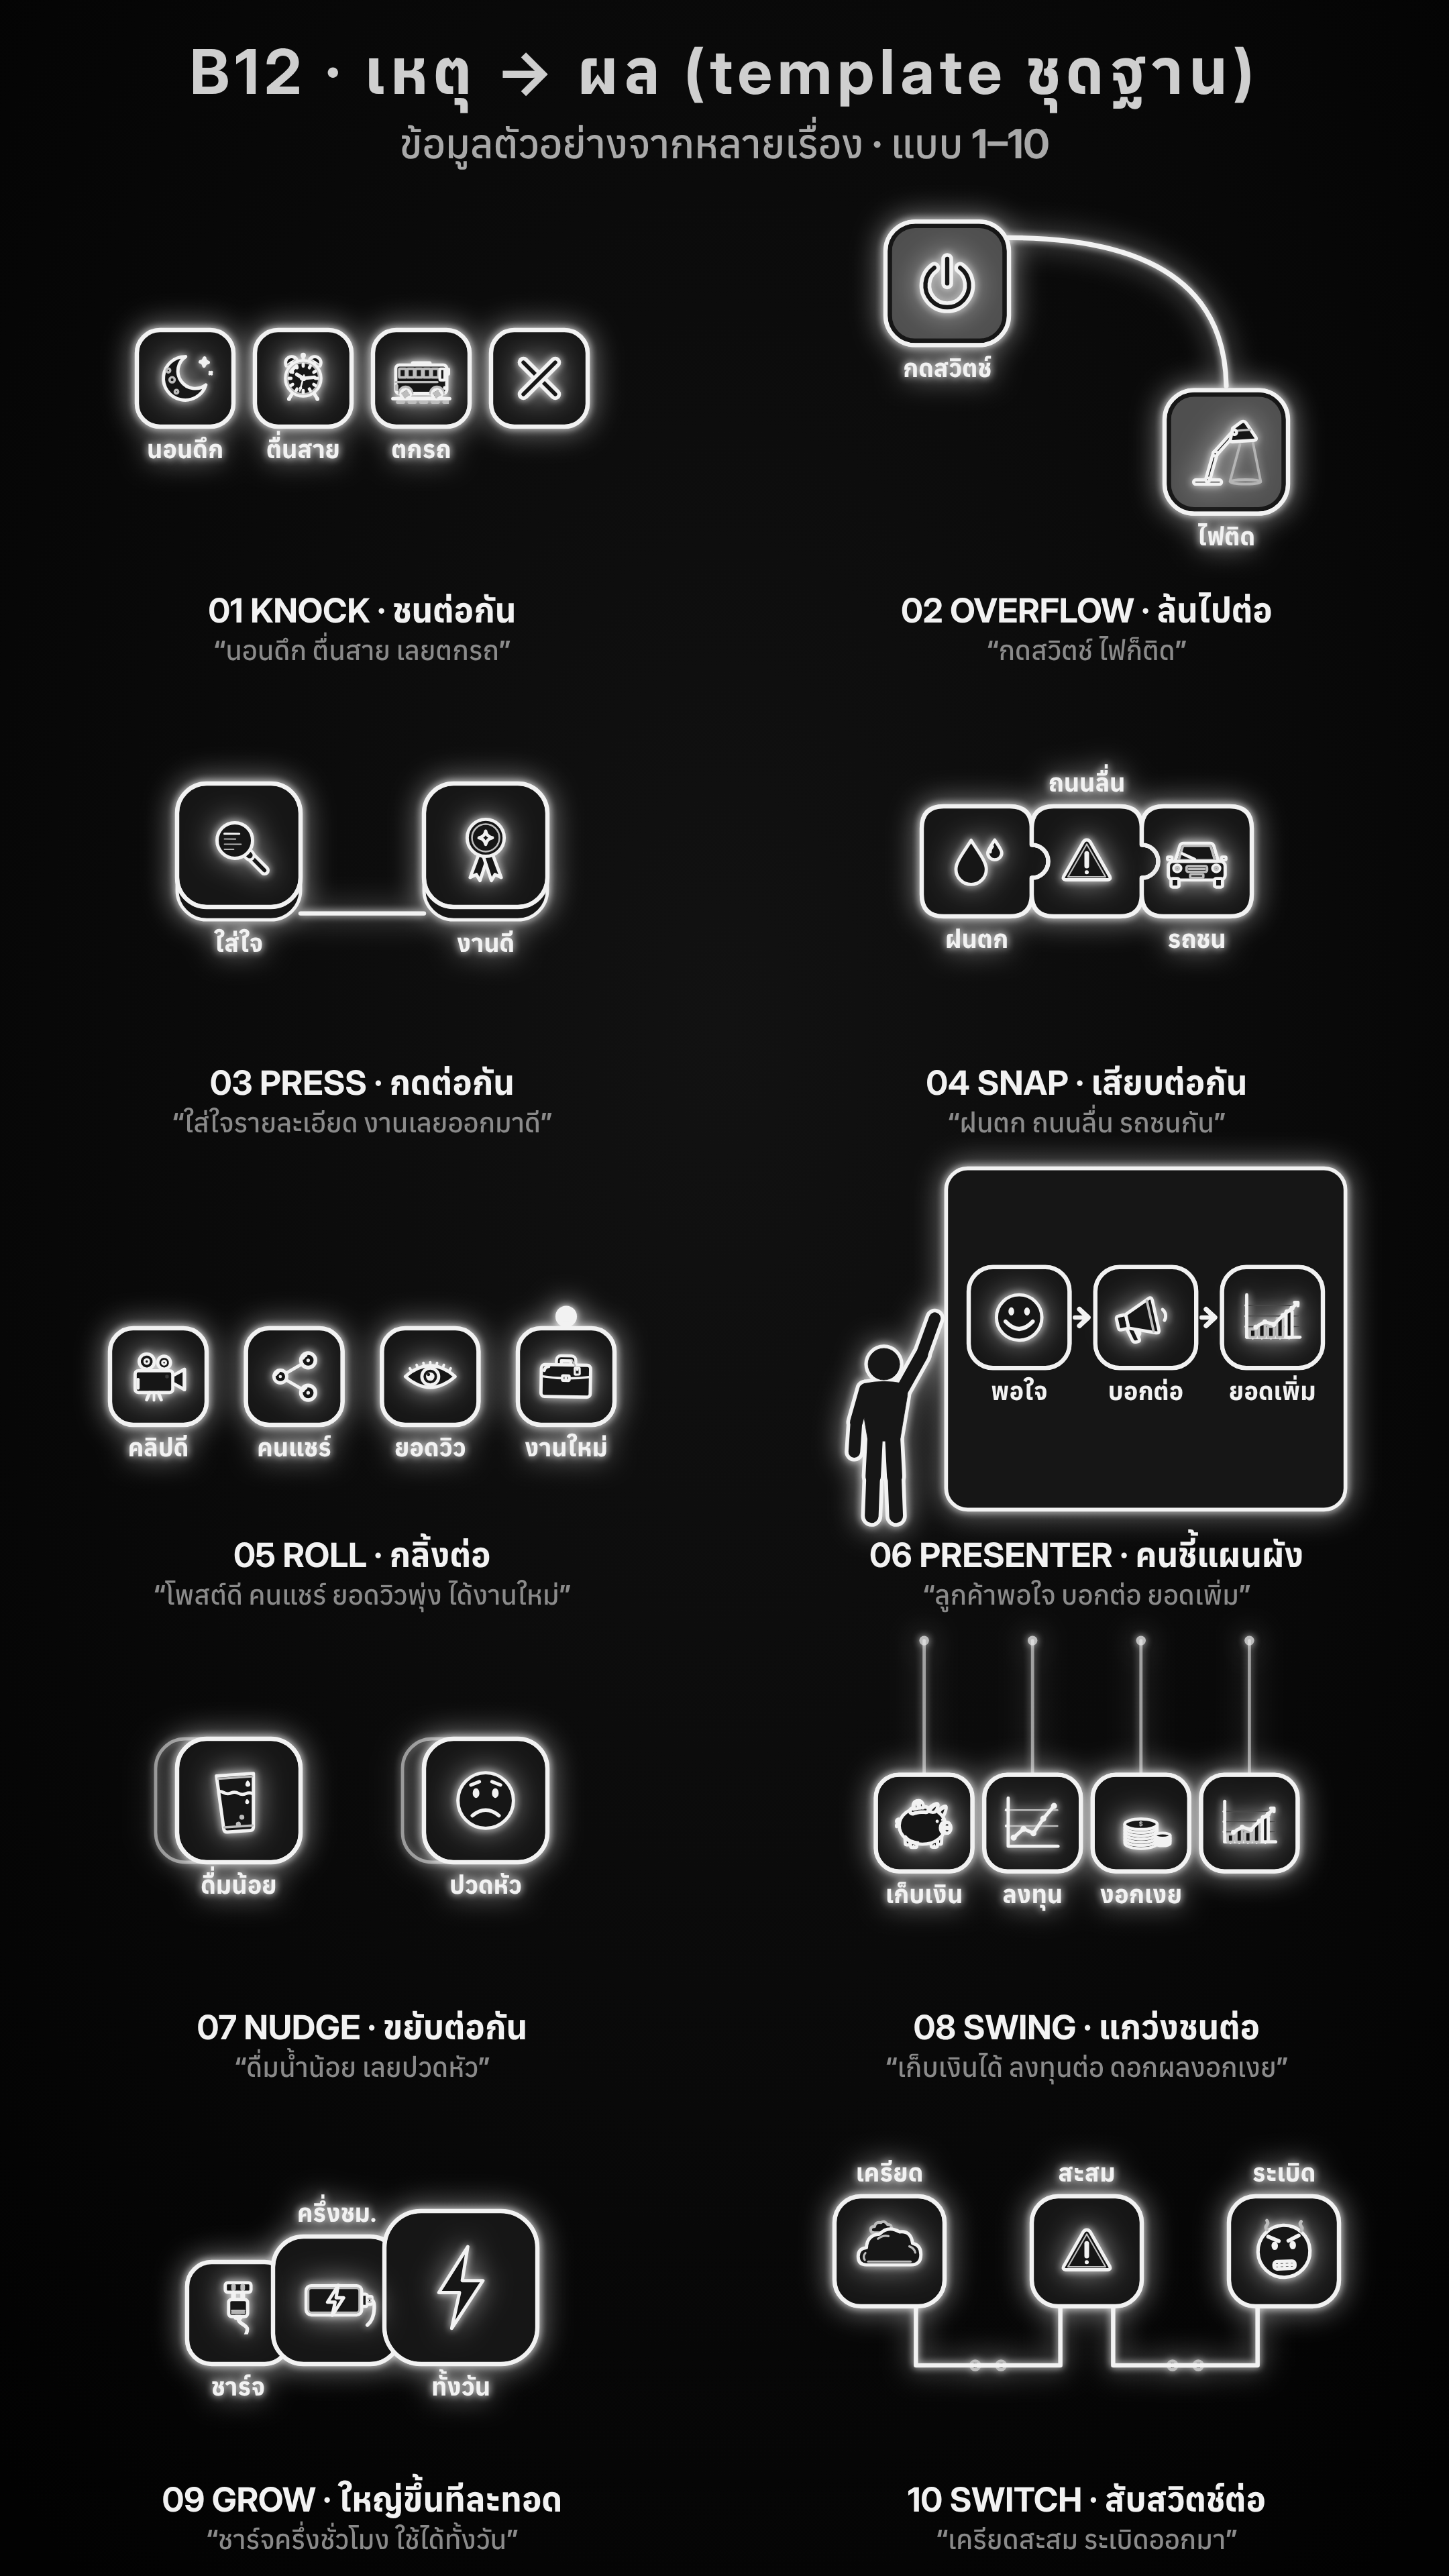 B12 · เหตุ → ผล (template ชุดฐาน)
ข้อมูลตัวอย่างจากหลายเรื่อง · แบบ 1–10
นอนดึก ตื่นสาย ตกรถ
กดสวิตช์
ไฟติด
01 KNOCK · ชนต่อกัน
“นอนดึก ตื่นสาย เลยตกรถ”
02 OVERFLOW · ล้นไปต่อ
“กดสวิตช์ ไฟก็ติด”
ใส่ใจ งานดี
ถนนลื่น
ฝนตก รถชน
03 PRESS · กดต่อกัน
“ใส่ใจรายละเอียด งานเลยออกมาดี”
04 SNAP · เสียบต่อกัน
“ฝนตก ถนนลื่น รถชนกัน”
คลิปดี คนแชร์ ยอดวิว งานใหม่
พอใจ บอกต่อ ยอดเพิ่ม
05 ROLL · กลิ้งต่อ
“โพสต์ดี คนแชร์ ยอดวิวพุ่ง ได้งานใหม่”
06 PRESENTER · คนชี้แผนผัง
“ลูกค้าพอใจ บอกต่อ ยอดเพิ่ม”
ดื่มน้อย ปวดหัว
เก็บเงิน ลงทุน งอกเงย
07 NUDGE · ขยับต่อกัน
“ดื่มน้ำน้อย เลยปวดหัว”
08 SWING · แกว่งชนต่อ
“เก็บเงินได้ ลงทุนต่อ ดอกผลงอกเงย”
ครึ่งชม.
ชาร์จ ทั้งวัน
เครียด สะสม ระเบิด
09 GROW · ใหญ่ขึ้นทีละทอด
“ชาร์จครึ่งชั่วโมง ใช้ได้ทั้งวัน”
10 SWITCH · สับสวิตช์ต่อ
“เครียดสะสม ระเบิดออกมา”